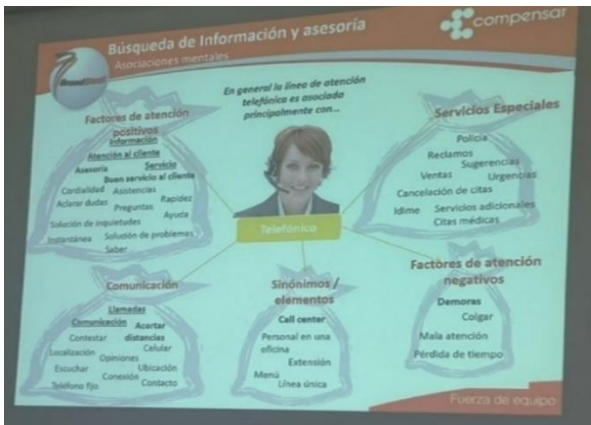 Búsqueda de Información y asesoría
Asociaciones mentales
compensar
En general la línea de atención
telefónica es asociada
principalmente con...
Factores de atención
positivos
Información
Atención al cliente
Asesoría Servicio
Buen servicio al cliente
Cordialidad Asistencias
Aclarar dudas Preguntas Rapidez
Ayuda
Solución de inquietudes
Instantánea Solución de problemas
Saber
Servicios Especiales
Policía
Reclamos
Sugerencias
Ventas Urgencias
Cancelación de citas
Idime Servicios adicionales
Citas médicas
Telefónico
Comunicación
Llamadas
Comunicación Acortar
distancias
Contestar Celular
Localización Opiniones
Escuchar Ubicación
Conexión Contacto
Teléfono fijo
Sinónimos /
elementos
Call center
Personal en una
oficina
Extensión
Menú
Línea única
Factores de atención
negativos
Demoras
Colgar
Mala atención
Pérdida de tiempo
Fuerza de equipo